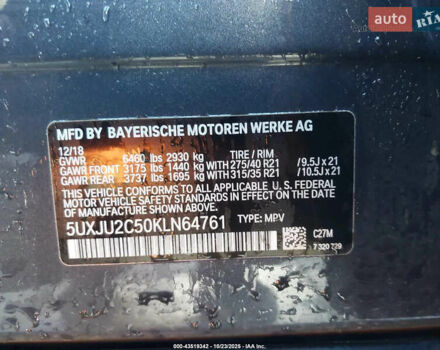 auto RIA
MFD BY BAYERISCHE MOTOREN WERKE AG
12/18
GVWR 6460 lbs 2930 kg TIRE / RIM
GAWR FRONT 3175 lbs 1440 kg WITH 275/40 R21 /9.5J x 21
GAWR REAR 3737 lbs 1695 kg WITH 315/35 R21 /10.5J x 21
THIS VEHICLE CONFORMS TO ALL APPLICABLE U. S. FEDERAL
MOTOR VEHICLE SAFETY
STANDARDS IN EFFECT ON THE DATE OF MANUFACTURE SHOWN ABOVE.
5UXJU2C50KLN64761 TYPE: MPV
C27M
7 320 729
000-43519342 - 10/23/2025 - IAA Inc.